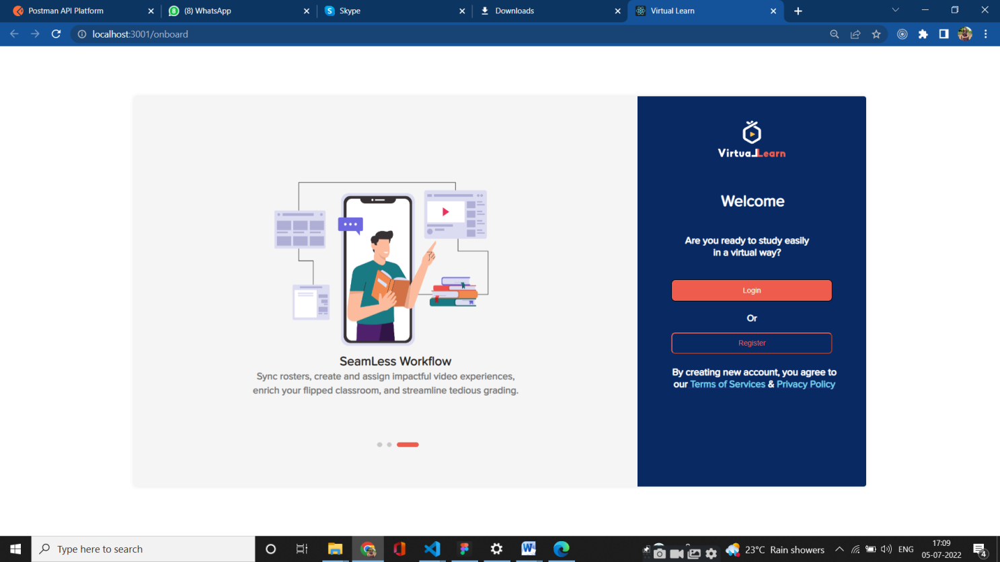 Postman API Platform
8
(8) WhatsApp
S
Skype
Downloads
Virtual Learn
localhost:3001/onboard
VirtuaLLearn
Welcome
Are you ready to study easily
in a virtual way?
Login
Or
Register
By creating new account, you agree to
our Terms of Services & Privacy Policy
SeamLess Workflow
Sync rosters, create and assign impactful video experiences,
enrich your flipped classroom, and streamline tedious grading.
Type here to search
W
23°C Rain showers
ENG
17:09
05-07-2022
4